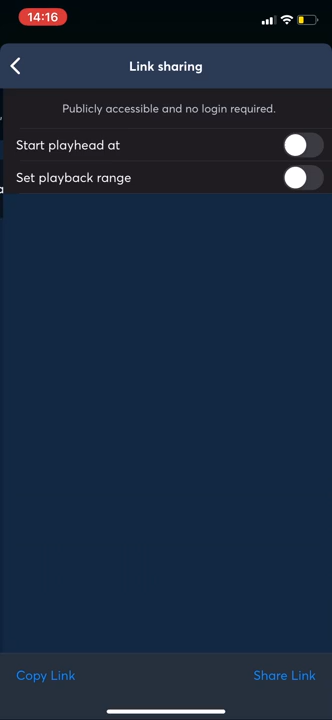 14:16
Link sharing
Publicly accessible and no login required.
Start playhead at
Set playback range
Copy Link
Share Link